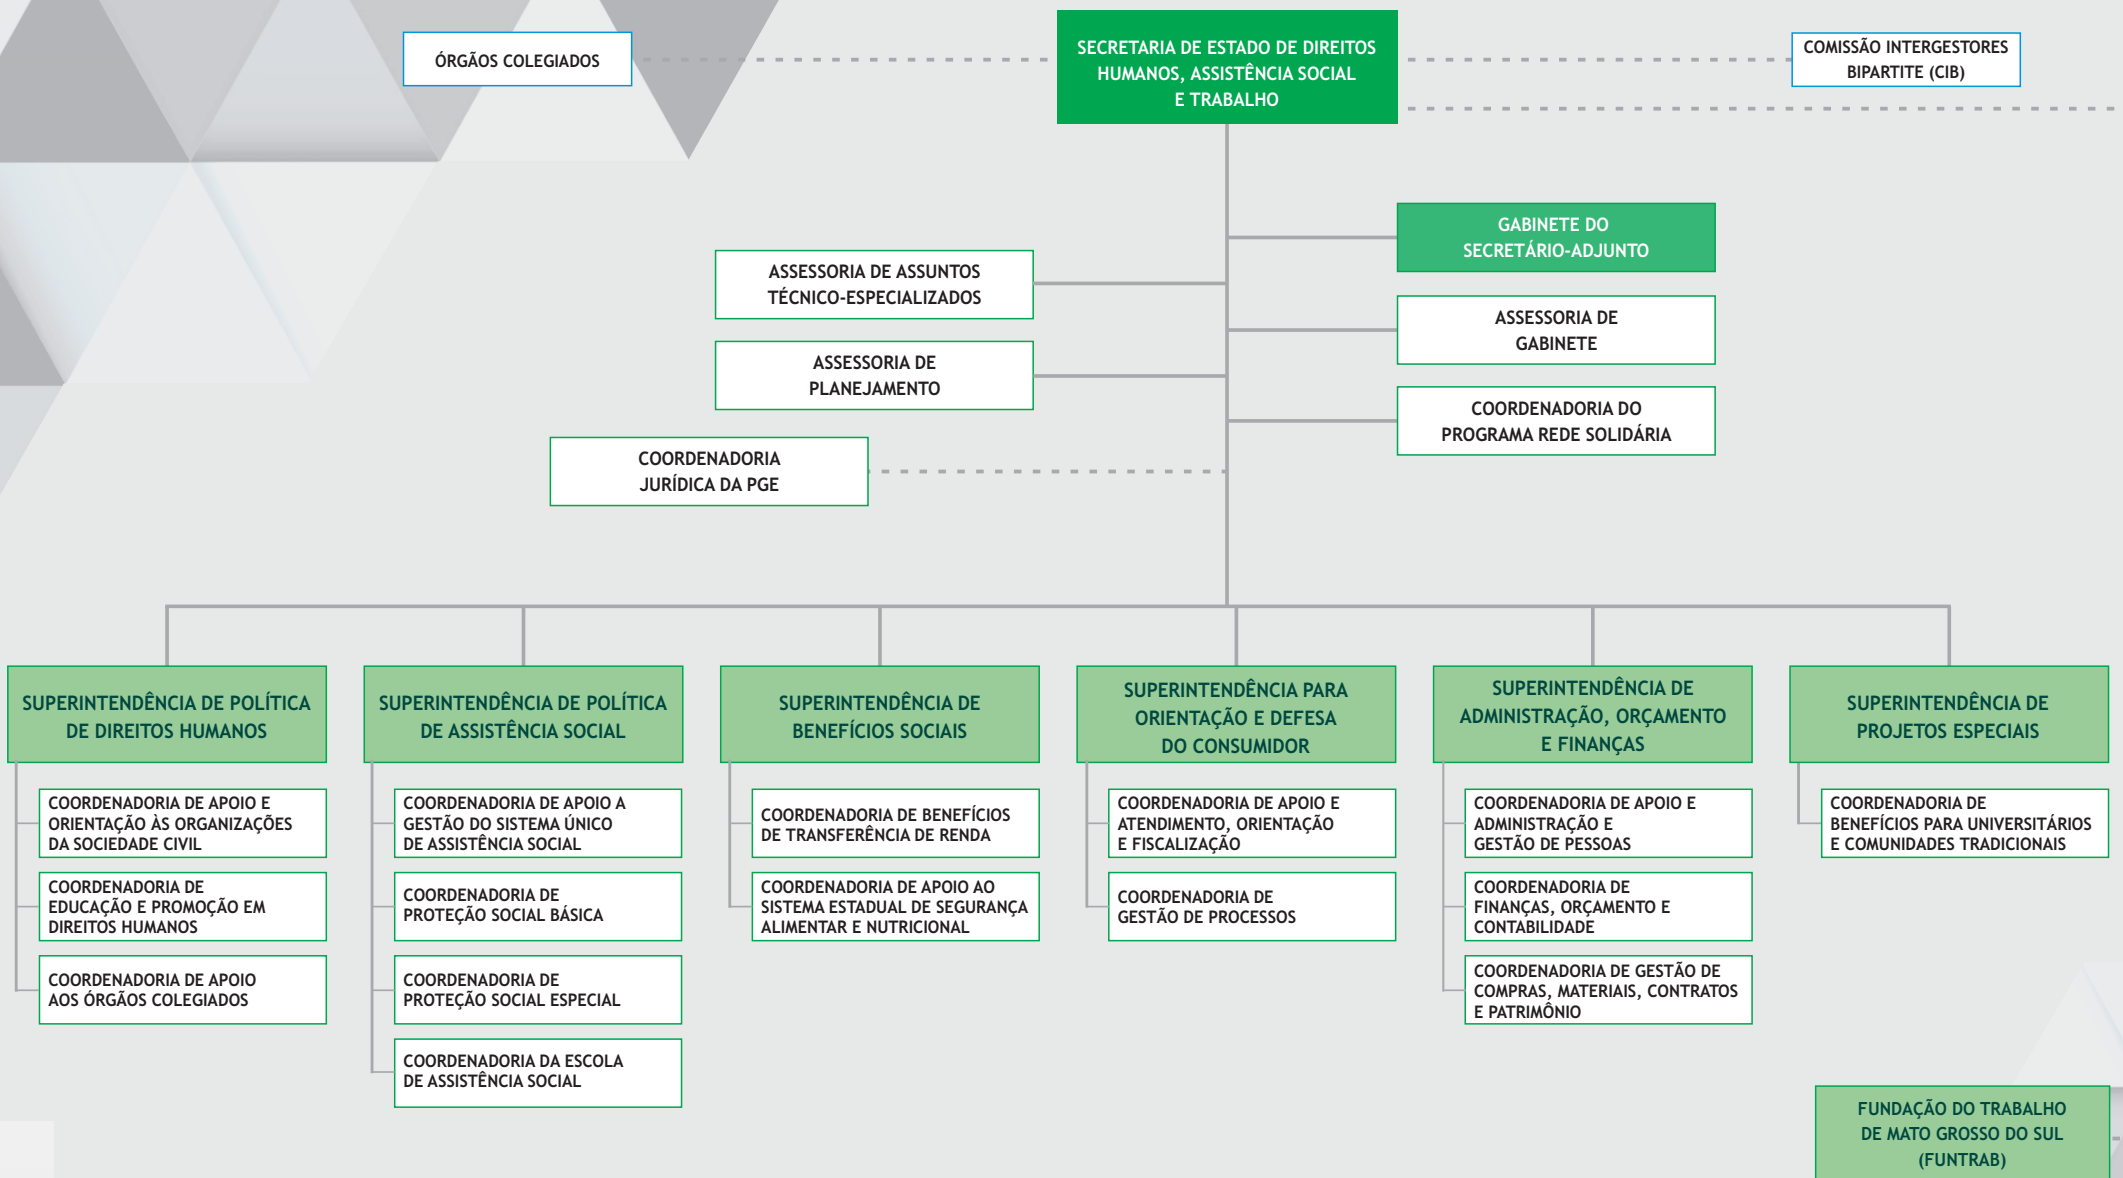 ÓRGÃOS COLEGIADOS
SECRETARIA DE ESTADO DE DIREITOS
HUMANOS, ASSISTÊNCIA SOCIAL
E TRABALHO
COMISSÃO INTERGESTORES
BIPARTITE (CIB)
GABINETE DO
SECRETÁRIO-ADJUNTO
ASSESSORIA DE ASSUNTOS
TÉCNICO-ESPECIALIZADOS
ASSESSORIA DE
GABINETE
ASSESSORIA DE
PLANEJAMENTO
COORDENADORIA DO
PROGRAMA REDE SOLIDÁRIA
COORDENADORIA
JURÍDICA DA PGE
SUPERINTENDÊNCIA DE POLÍTICA
DE DIREITOS HUMANOS
COORDENADORIA DE APOIO E
ORIENTAÇÃO ÀS ORGANIZAÇÕES
DA SOCIEDADE CIVIL
COORDENADORIA DE
EDUCAÇÃO E PROMOÇÃO EM
DIREITOS HUMANOS
COORDENADORIA DE APOIO
AOS ÓRGÃOS COLEGIADOS
SUPERINTENDÊNCIA DE POLÍTICA
DE ASSISTÊNCIA SOCIAL
COORDENADORIA DE APOIO A
GESTÃO DO SISTEMA ÚNICO
DE ASSISTÊNCIA SOCIAL
COORDENADORIA DE
PROTEÇÃO SOCIAL BÁSICA
COORDENADORIA DE
PROTEÇÃO SOCIAL ESPECIAL
COORDENADORIA DA ESCOLA
DE ASSISTÊNCIA SOCIAL
SUPERINTENDÊNCIA DE
BENEFÍCIOS SOCIAIS
COORDENADORIA DE BENEFÍCIOS
DE TRANSFERÊNCIA DE RENDA
COORDENADORIA DE APOIO AO
SISTEMA ESTADUAL DE SEGURANÇA
ALIMENTAR E NUTRICIONAL
SUPERINTENDÊNCIA PARA
ORIENTAÇÃO E DEFESA
DO CONSUMIDOR
COORDENADORIA DE APOIO E
ATENDIMENTO, ORIENTAÇÃO
E FISCALIZAÇÃO
COORDENADORIA DE
GESTÃO DE PROCESSOS
SUPERINTENDÊNCIA DE
ADMINISTRAÇÃO, ORÇAMENTO
E FINANÇAS
COORDENADORIA DE APOIO E
ADMINISTRAÇÃO E
GESTÃO DE PESSOAS
COORDENADORIA DE
FINANÇAS, ORÇAMENTO E
CONTABILIDADE
COORDENADORIA DE GESTÃO DE
COMPRAS, MATERIAIS, CONTRATOS
E PATRIMÔNIO
SUPERINTENDÊNCIA DE
PROJETOS ESPECIAIS
COORDENADORIA DE
BENEFÍCIOS PARA UNIVERSITÁRIOS
E COMUNIDADES TRADICIONAIS
FUNDAÇÃO DO TRABALHO
DE MATO GROSSO DO SUL
(FUNTRAB)